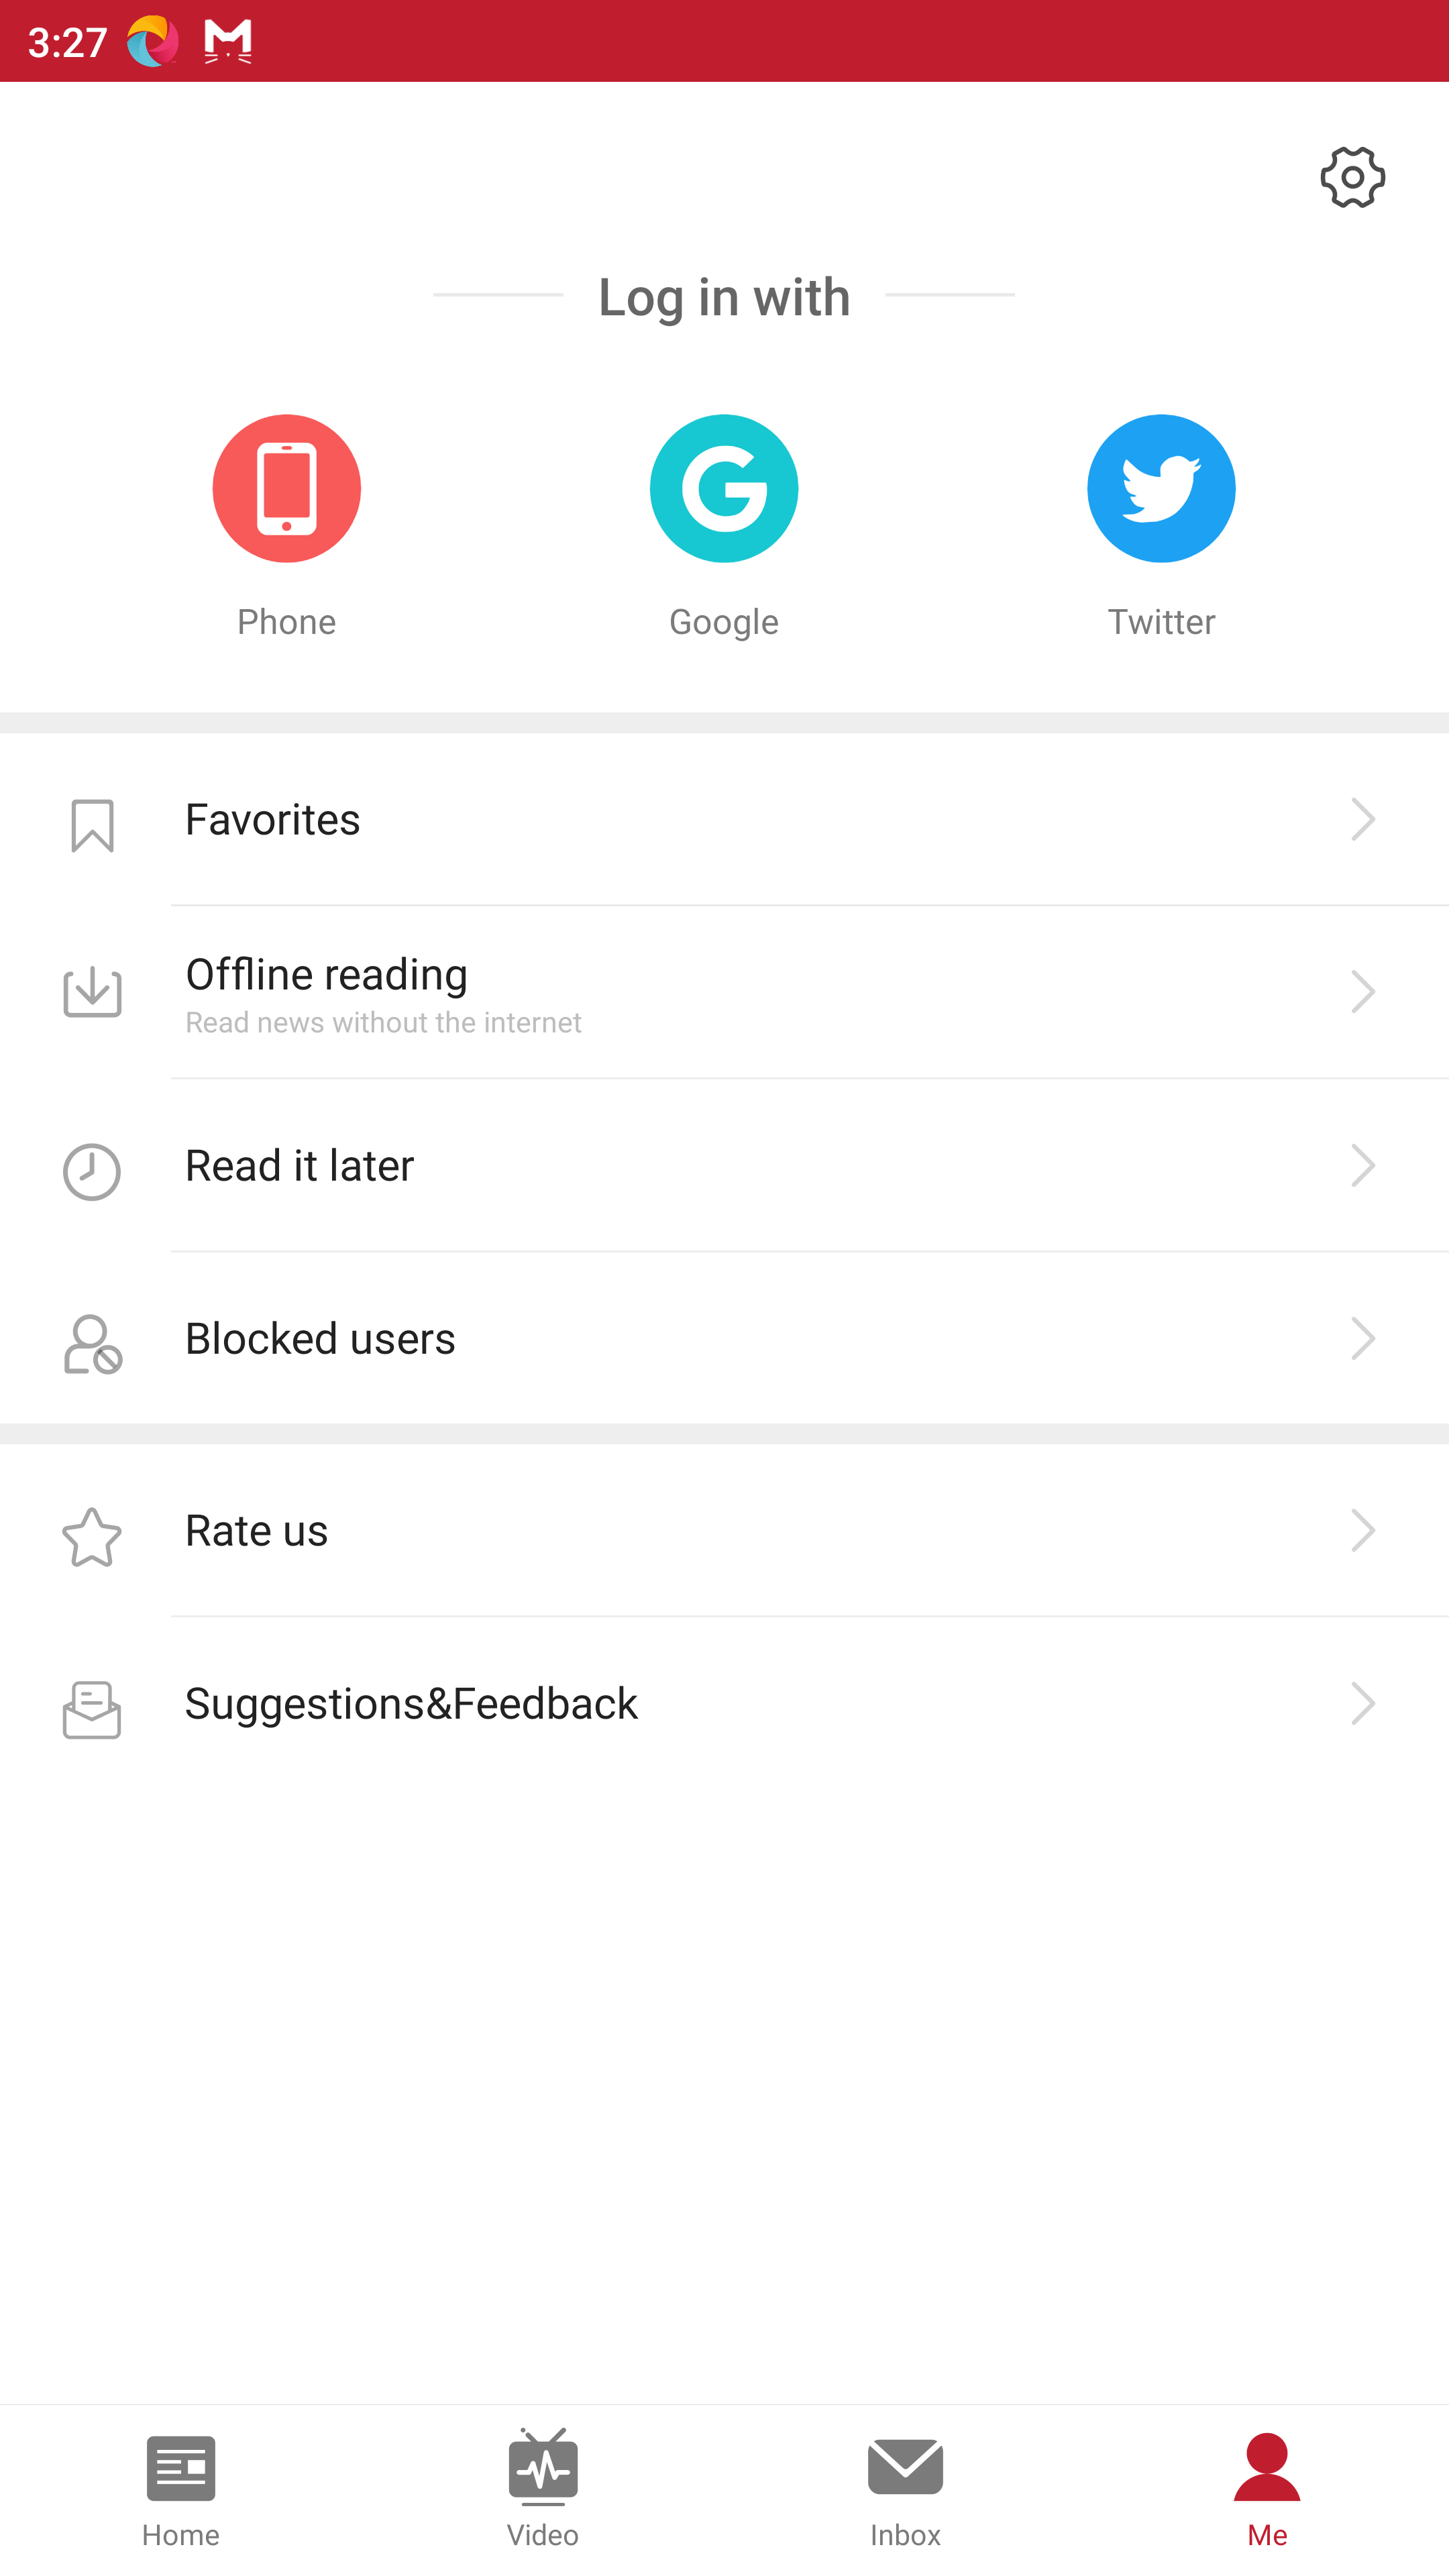 3:27
Log in with
Phone
Google
Twitter
Favorites
Offline reading
Read news without the internet
Read it later
Blocked users
Rate us
Suggestions&Feedback
Home
Video
Inbox
Me